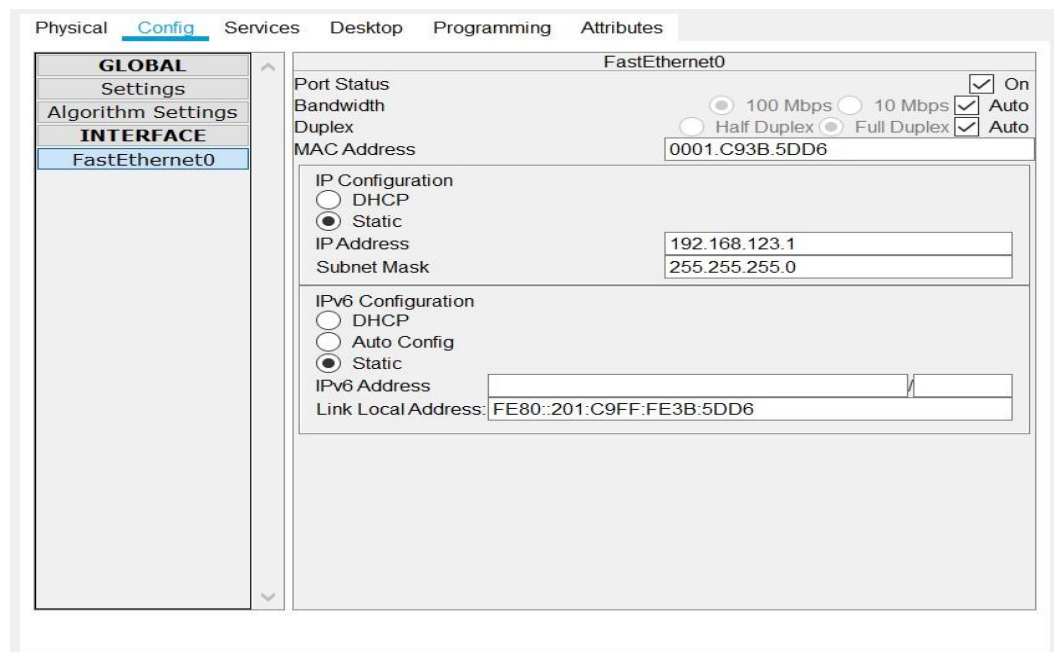 Physical Config Services Desktop Programming Attributes
GLOBAL
Settings
Algorithm Settings
INTERFACE
FastEthernet0
FastEthernet0
Port Status On
Bandwidth 100 Mbps 10 Mbps Auto
Duplex Half Duplex Full Duplex Auto
MAC Address 0001.C93B.5DD6
IP Configuration
DHCP
Static
IP Address 192.168.123.1
Subnet Mask 255.255.255.0
IPv6 Configuration
DHCP
Auto Config
Static
IPv6 Address /
Link Local Address: FE80::201:C9FF:FE3B:5DD6